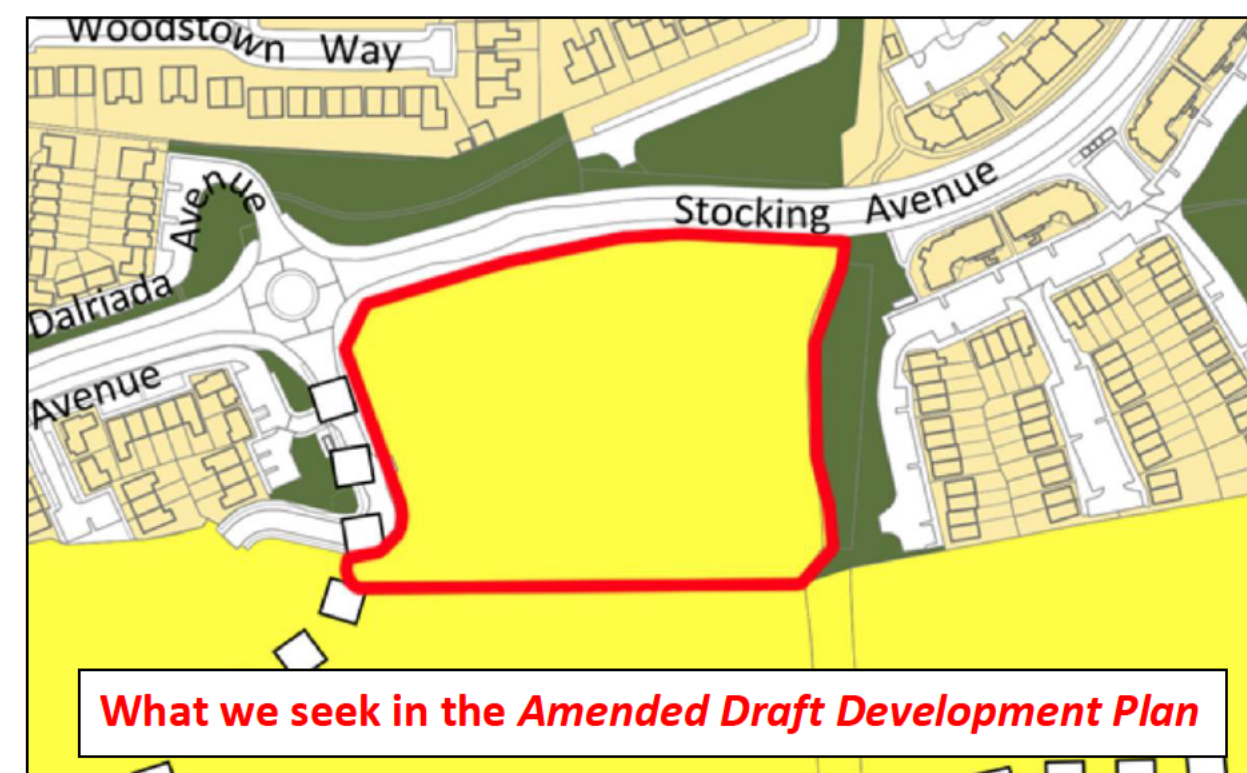 Woodstown Way
Avenue
Stocking Avenue
Dalriada
Avenue
What we seek in the Amended Draft Development Plan